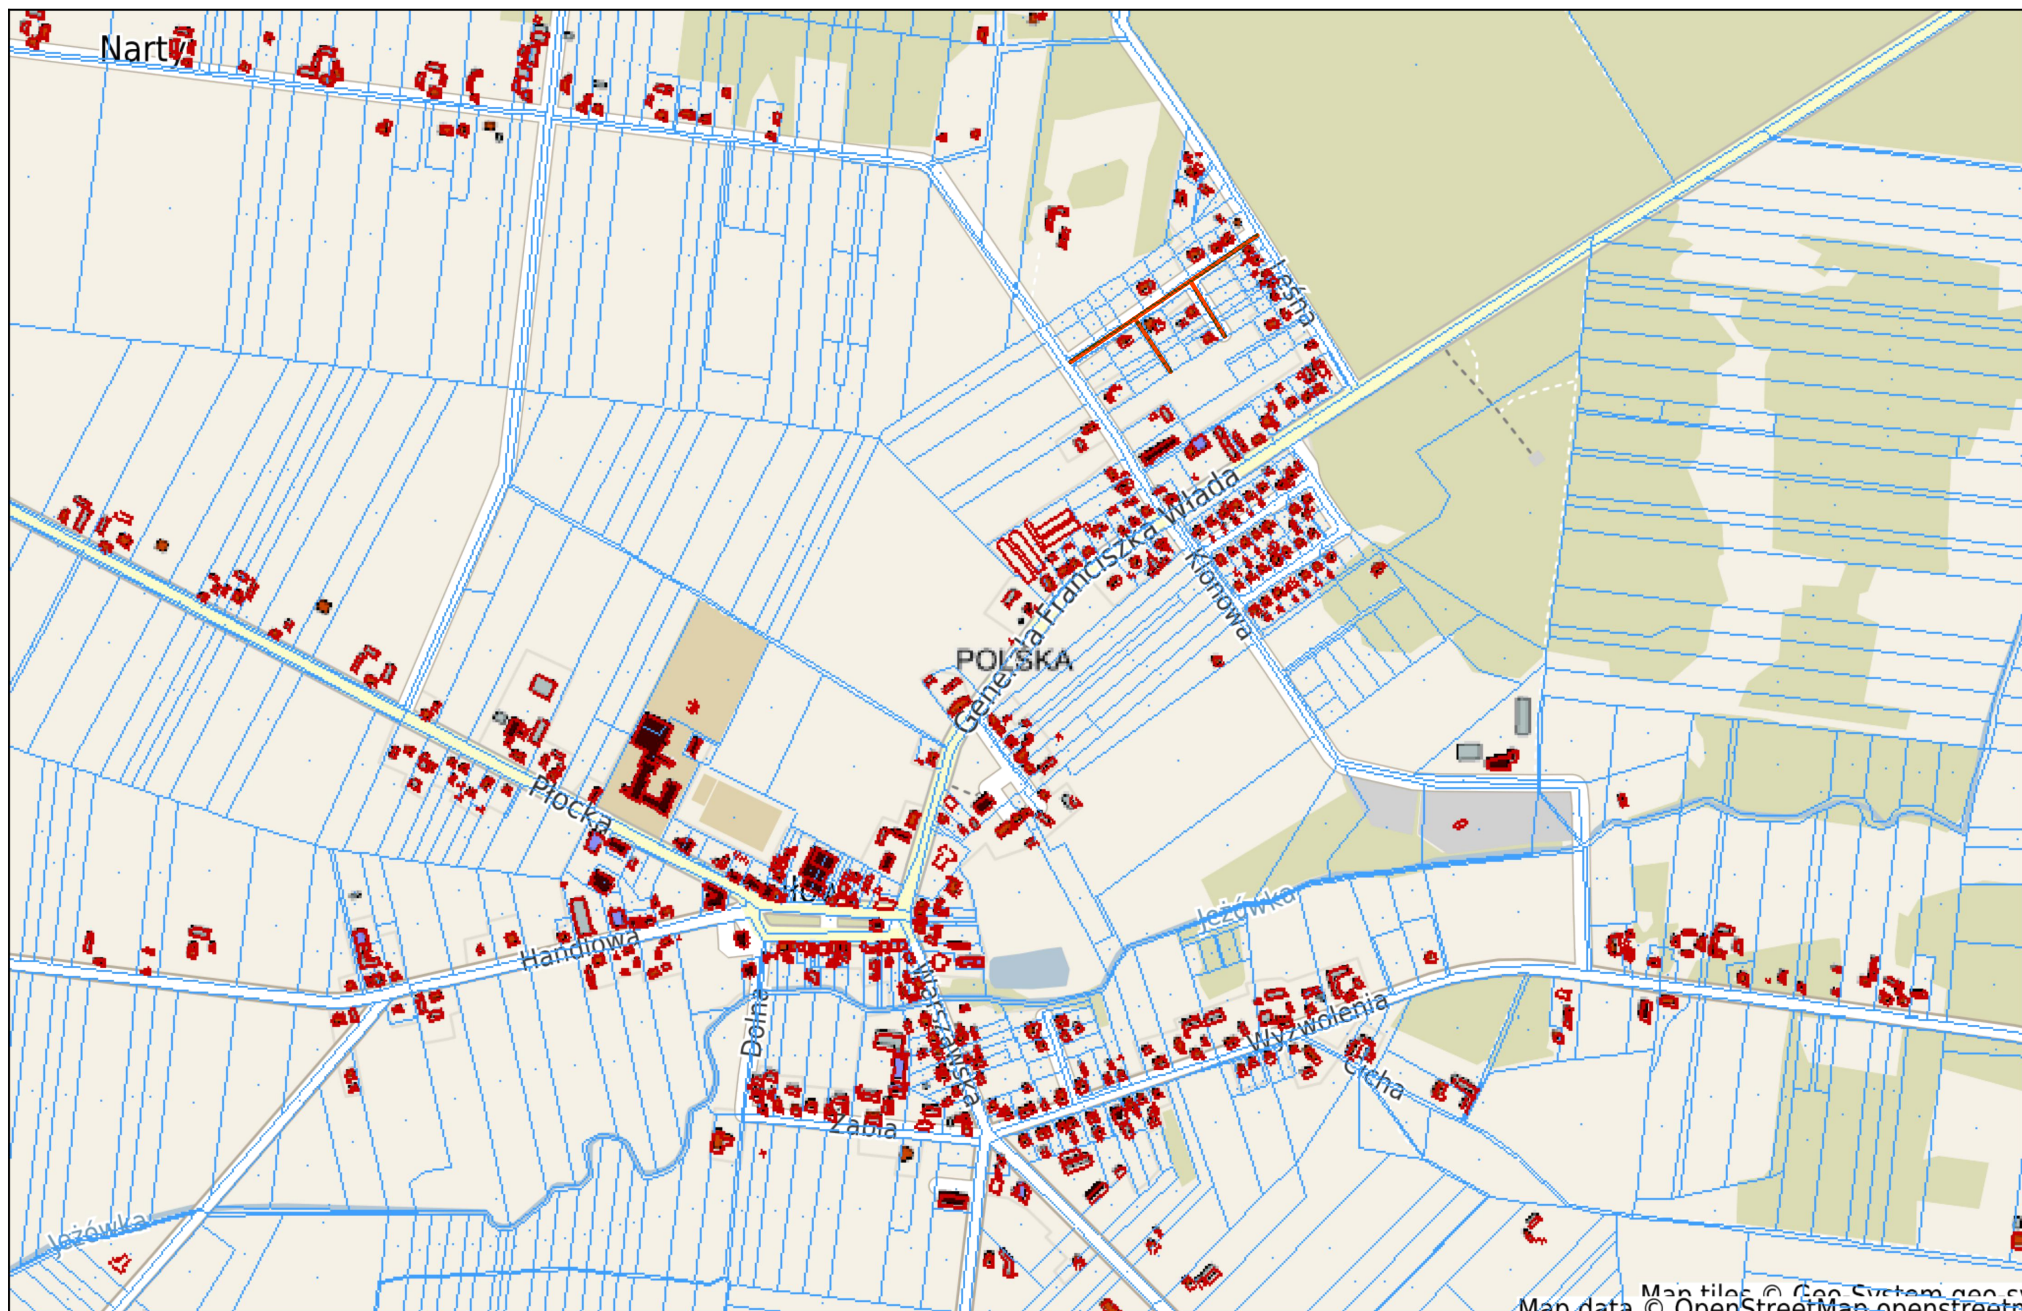 Narty
Leśna
Generała Franciszka Włada
Klonowa
POLSKA
Płocka
Iłów
Handlowa
Jeżówka
Warszawska
Dolna
Wyzwolenia
Cicha
Żabia
Jeżówka
Map tiles © Geo-System geo-sy
Map data © OpenStreetMap openstreetm